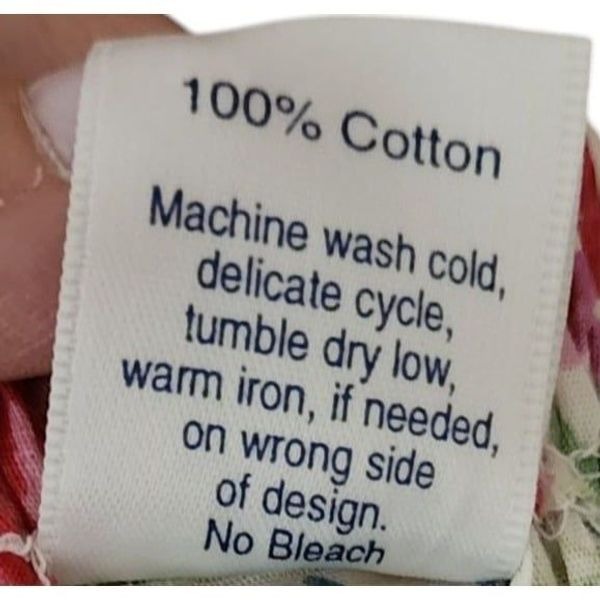 100% Cotton
Machine wash cold,
delicate cycle,
tumble dry low,
warm iron, if needed,
on wrong side
of design.
No Bleach